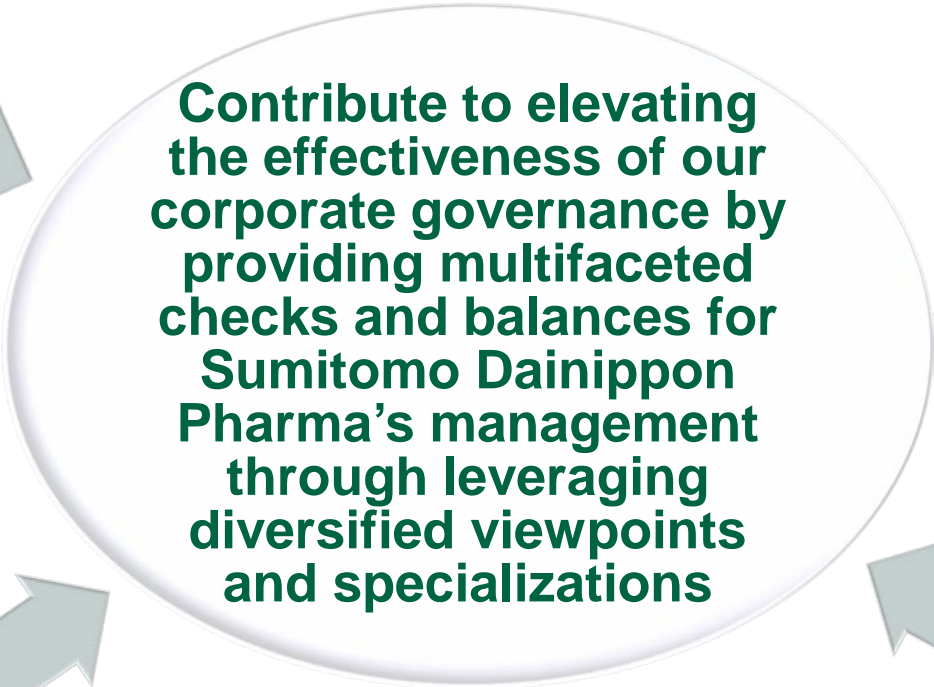 Contribute to elevating
the effectiveness of our
corporate governance by
providing multifaceted
checks and balances for
Sumitomo Dainippon
Pharma’s management
through leveraging
diversified viewpoints
and specializations